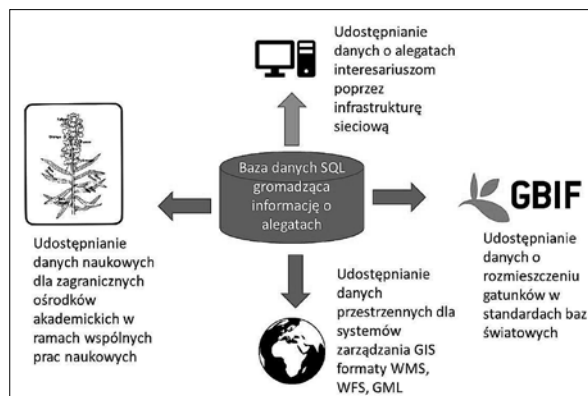 Udostępnianie
danych o alegatach
interesariuszom
poprzez
infrastrukturę
sieciową
Baza danych SQL
gromadząca
informację o
alegatach
GBIF
Udostępnianie
danych naukowych
dla zagranicznych
ośrodków
akademickich w
ramach wspólnych
prac naukowych
Udostępnianie
danych
przestrzennych dla
systemów
zarządzania GIS
formaty WMS,
WFS, GML
Udostępnianie
danych o
rozmieszczeniu
gatunków w
standardach baz
światowych